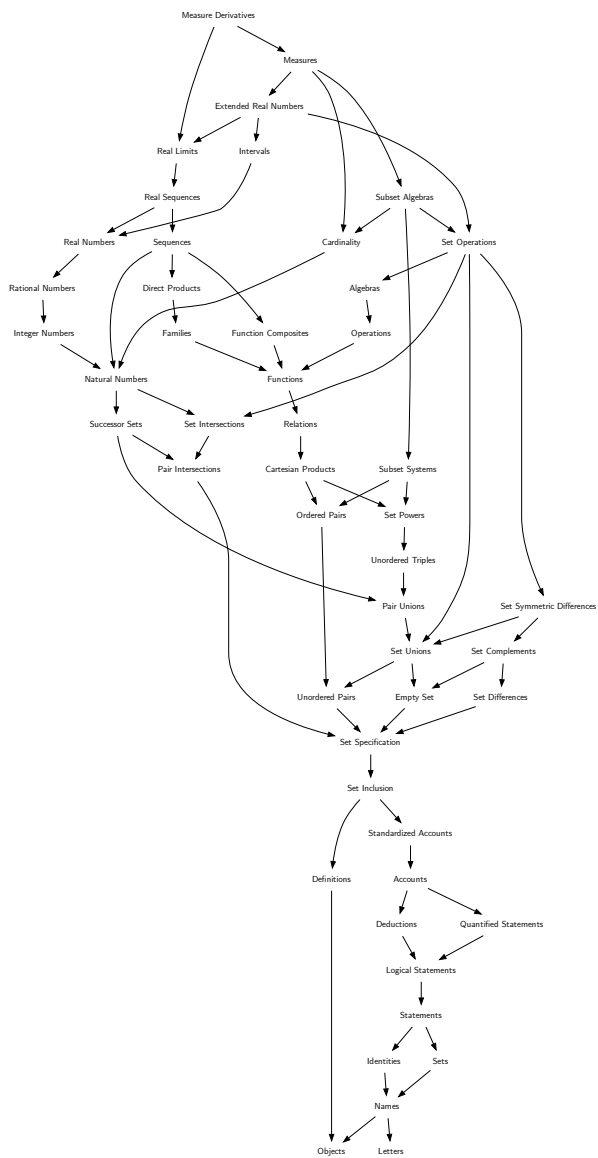 Measure Derivatives
Measures
Extended Real Numbers
Real Limits
Intervals
Real Sequences
Subset Algebras
Real Numbers
Sequences
Cardinality
Set Operations
Rational Numbers
Direct Products
Algebras
Integer Numbers
Families
Function Composites
Operations
Natural Numbers
Functions
Successor Sets
Set Intersections
Relations
Pair Intersections
Cartesian Products
Subset Systems
Ordered Pairs
Set Powers
Unordered Triples
Pair Unions
Set Symmetric Differences
Set Unions
Set Complements
Unordered Pairs
Empty Set
Set Differences
Set Specification
Set Inclusion
Standardized Accounts
Definitions
Accounts
Deductions
Quantified Statements
Logical Statements
Statements
Identities
Sets
Names
Objects
Letters